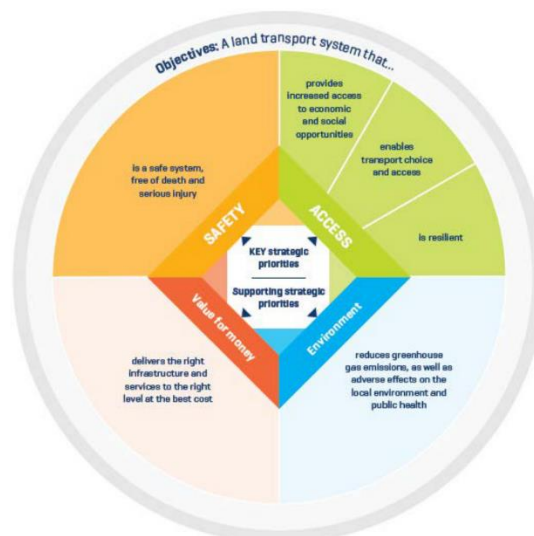 Objectives: A land transport system that...
provides
increased access
to economic
and social
opportunities
enables
transport choice
and access
is resilient
is a safe system,
free of death and
serious injury
SAFETY
ACCESS
KEY strategic
priorities
Supporting strategic
priorities
Value for money
Environment
delivers the right
infrastructure and
services to the right
level at the best cost
reduces greenhouse
gas emissions, as well as
adverse effects on the
local environment and
public health